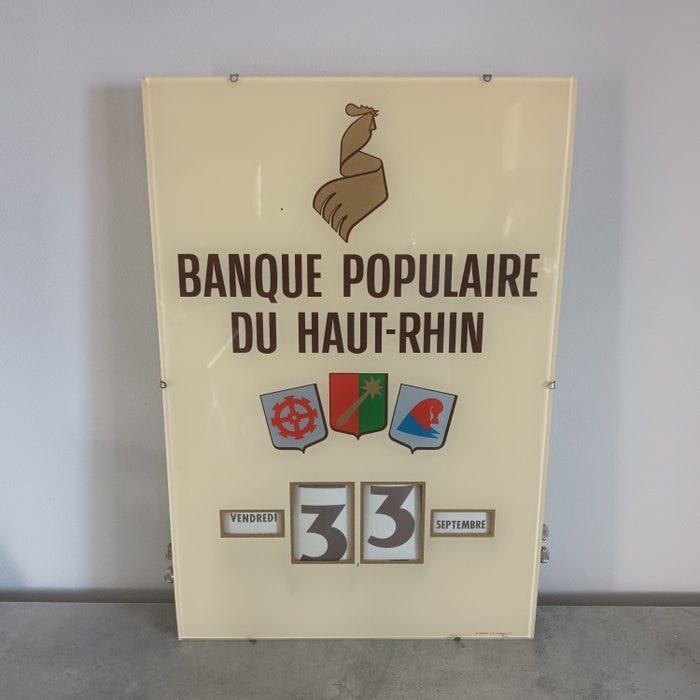 BANQUE POPULAIRE
DU HAUT-RHIN
VENDREDI 33 SEPTEMBRE